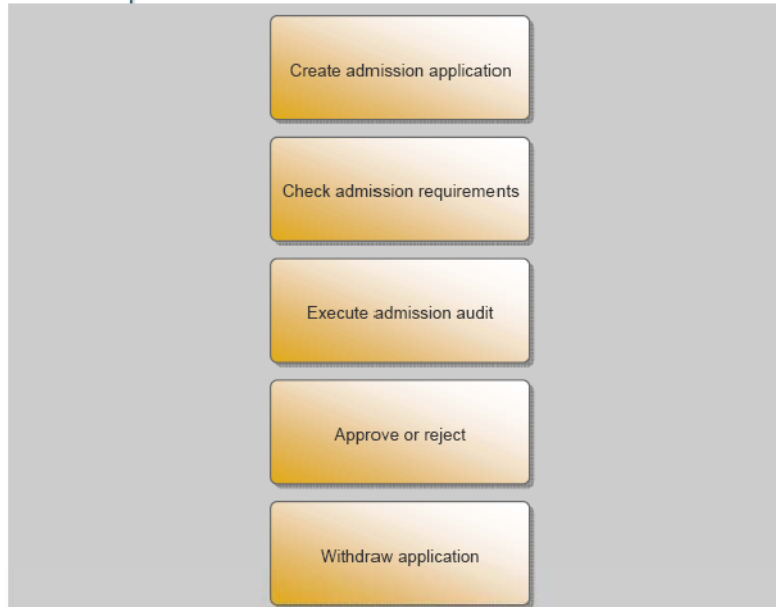 Create admission application
Check admission requirements
Execute admission audit
Approve or reject
Withdraw application